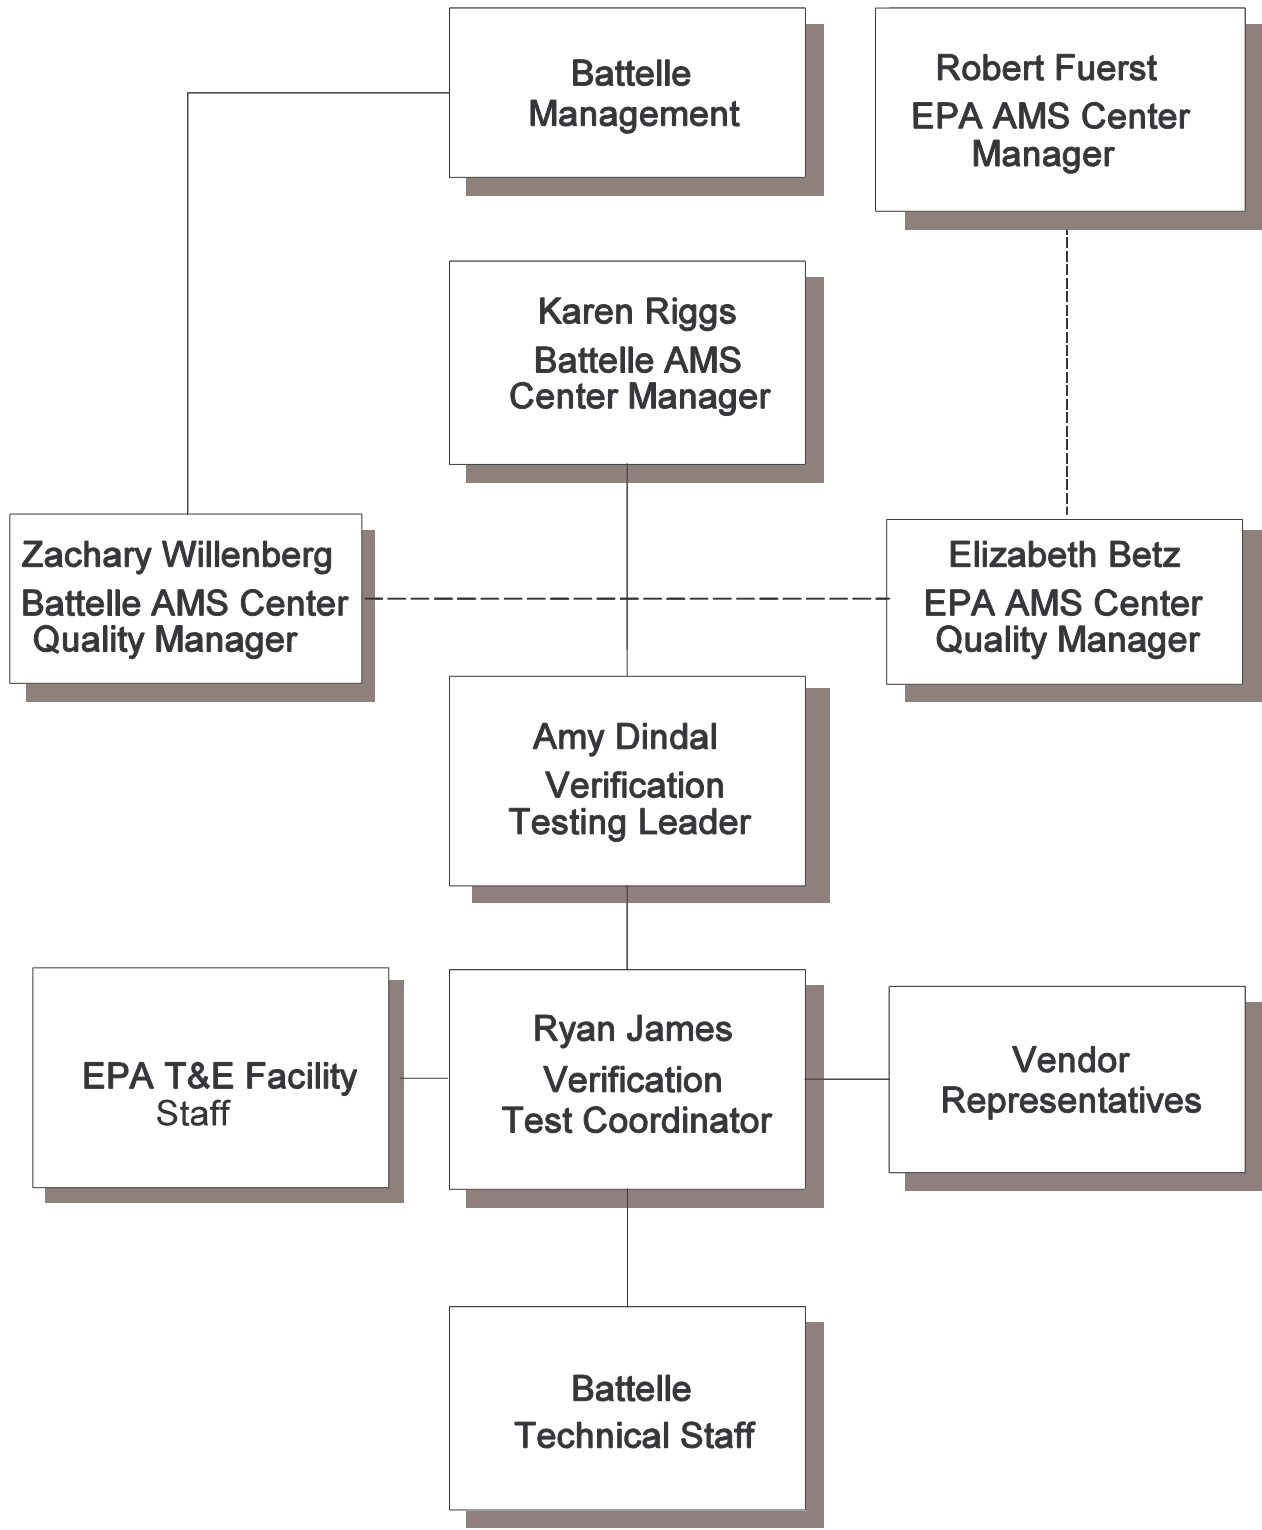 Battelle
Management
Robert Fuerst
EPA AMS Center
Manager
Karen Riggs
Battelle AMS
Center Manager
Zachary Willenberg
Battelle AMS Center
Quality Manager
Elizabeth Betz
EPA AMS Center
Quality Manager
Amy Dindal
Verification
Testing Leader
EPA T&E Facility
Staff
Ryan James
Verification
Test Coordinator
Vendor
Representatives
Battelle
Technical Staff